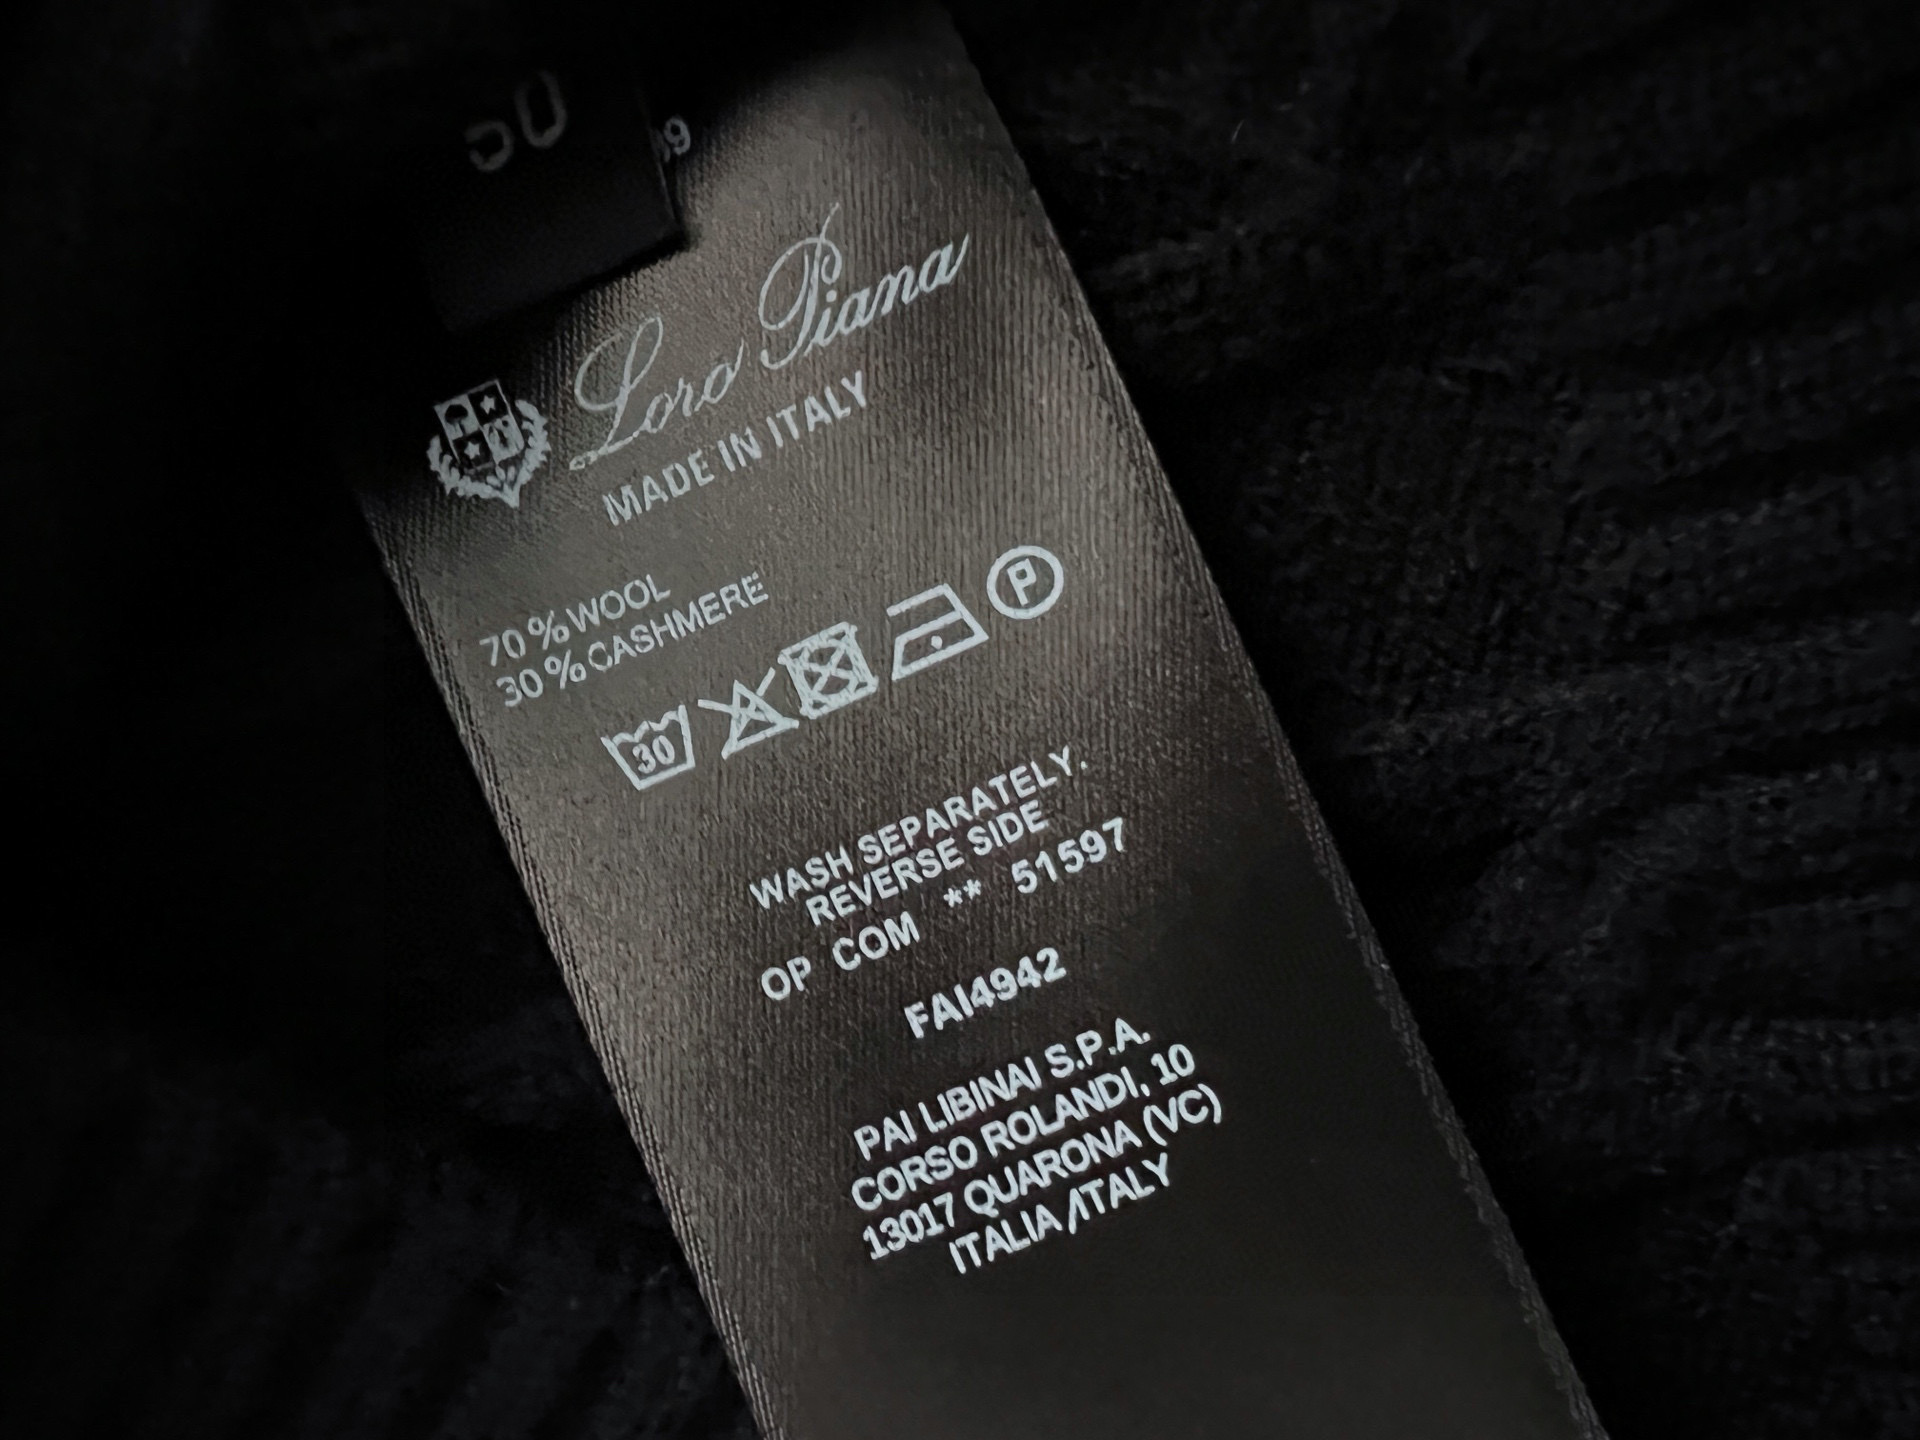 50
Loro Piana
MADE IN ITALY
70%WOOL
30%CASHMERE
30
P
WASH SEPARATELY.
REVERSE SIDE
OP COM ** 51597
FAI4942
PAI LIBINAI S.P.A.
CORSO ROLANDI, 10
13017 QUARONA (VC)
ITALIA /ITALY